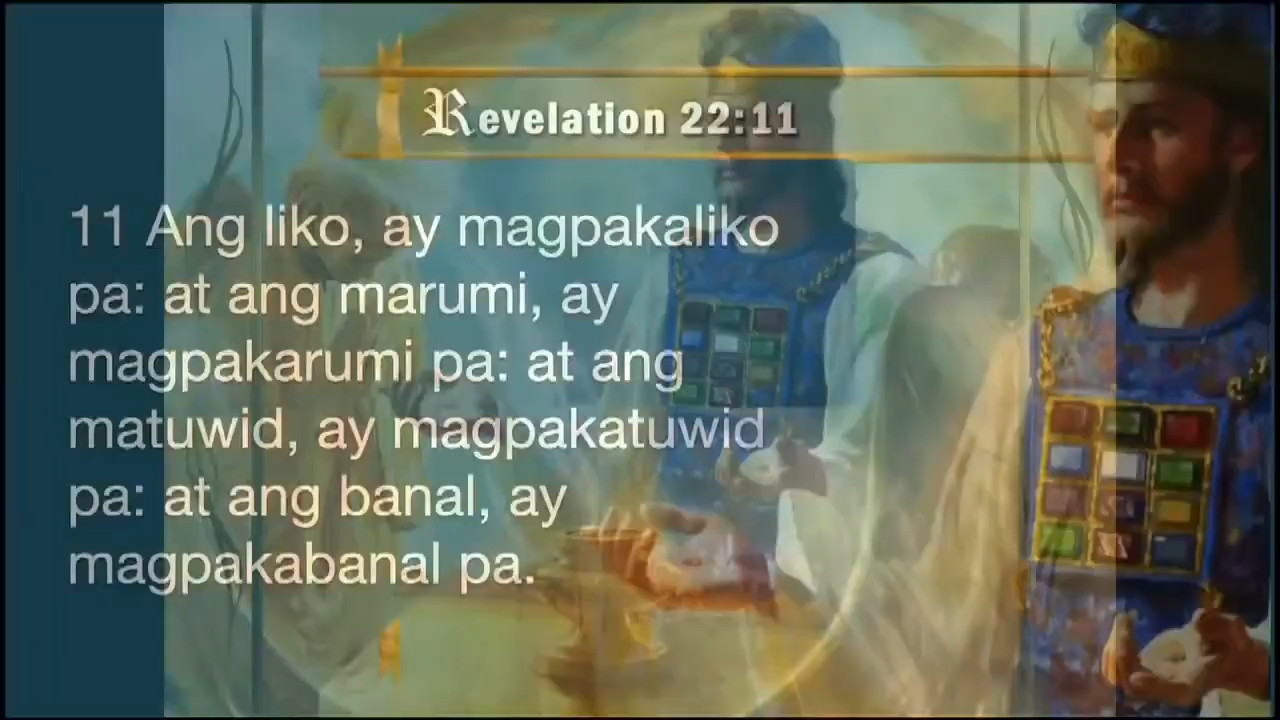 Revelation 22:11
11 Ang liko, ay magpakaliko
pa: at ang marumi, ay
magpakarumi pa: at ang
matuwid, ay magpakatuwid
pa: at ang banal, ay
magpakabanal pa.